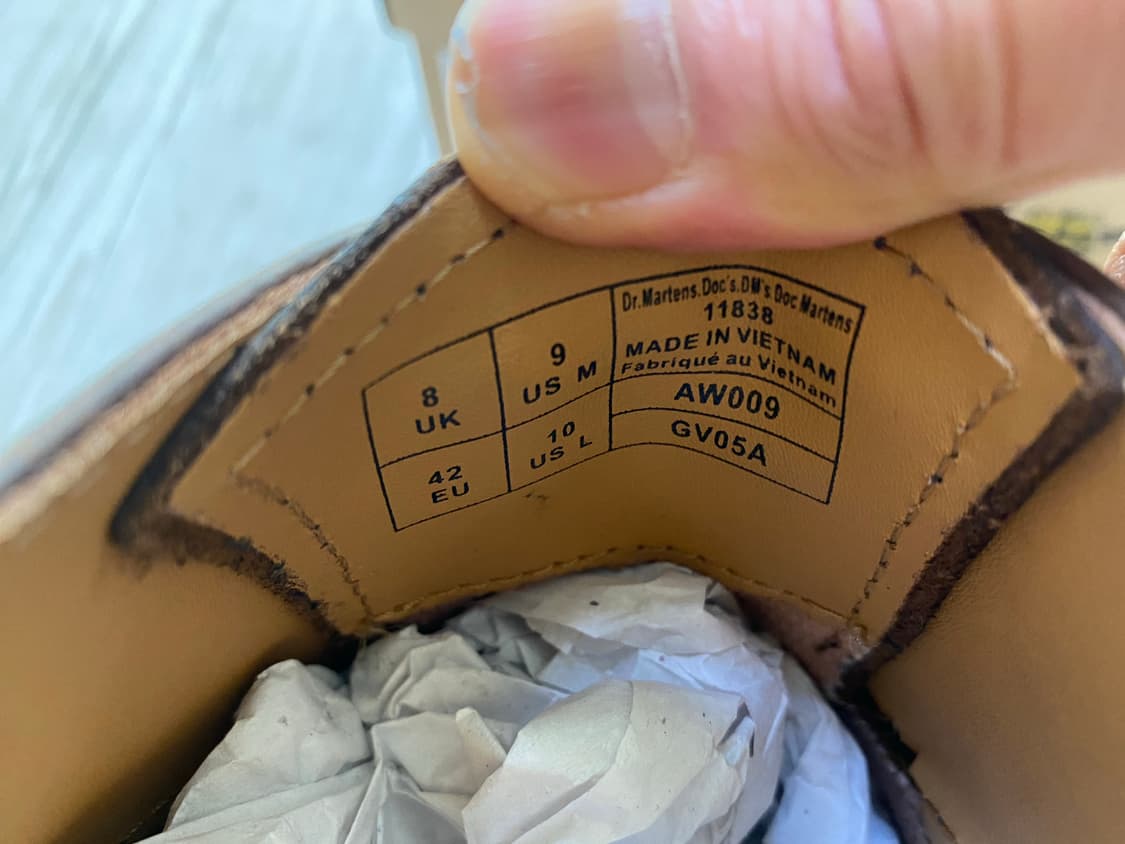 8
UK
9
US M
42
EU
10
US L
Dr.Martens.Doc's.DM's.Doc Martens
11838
MADE IN VIETNAM
Fabriqué au Vietnam
AW009
GV05A